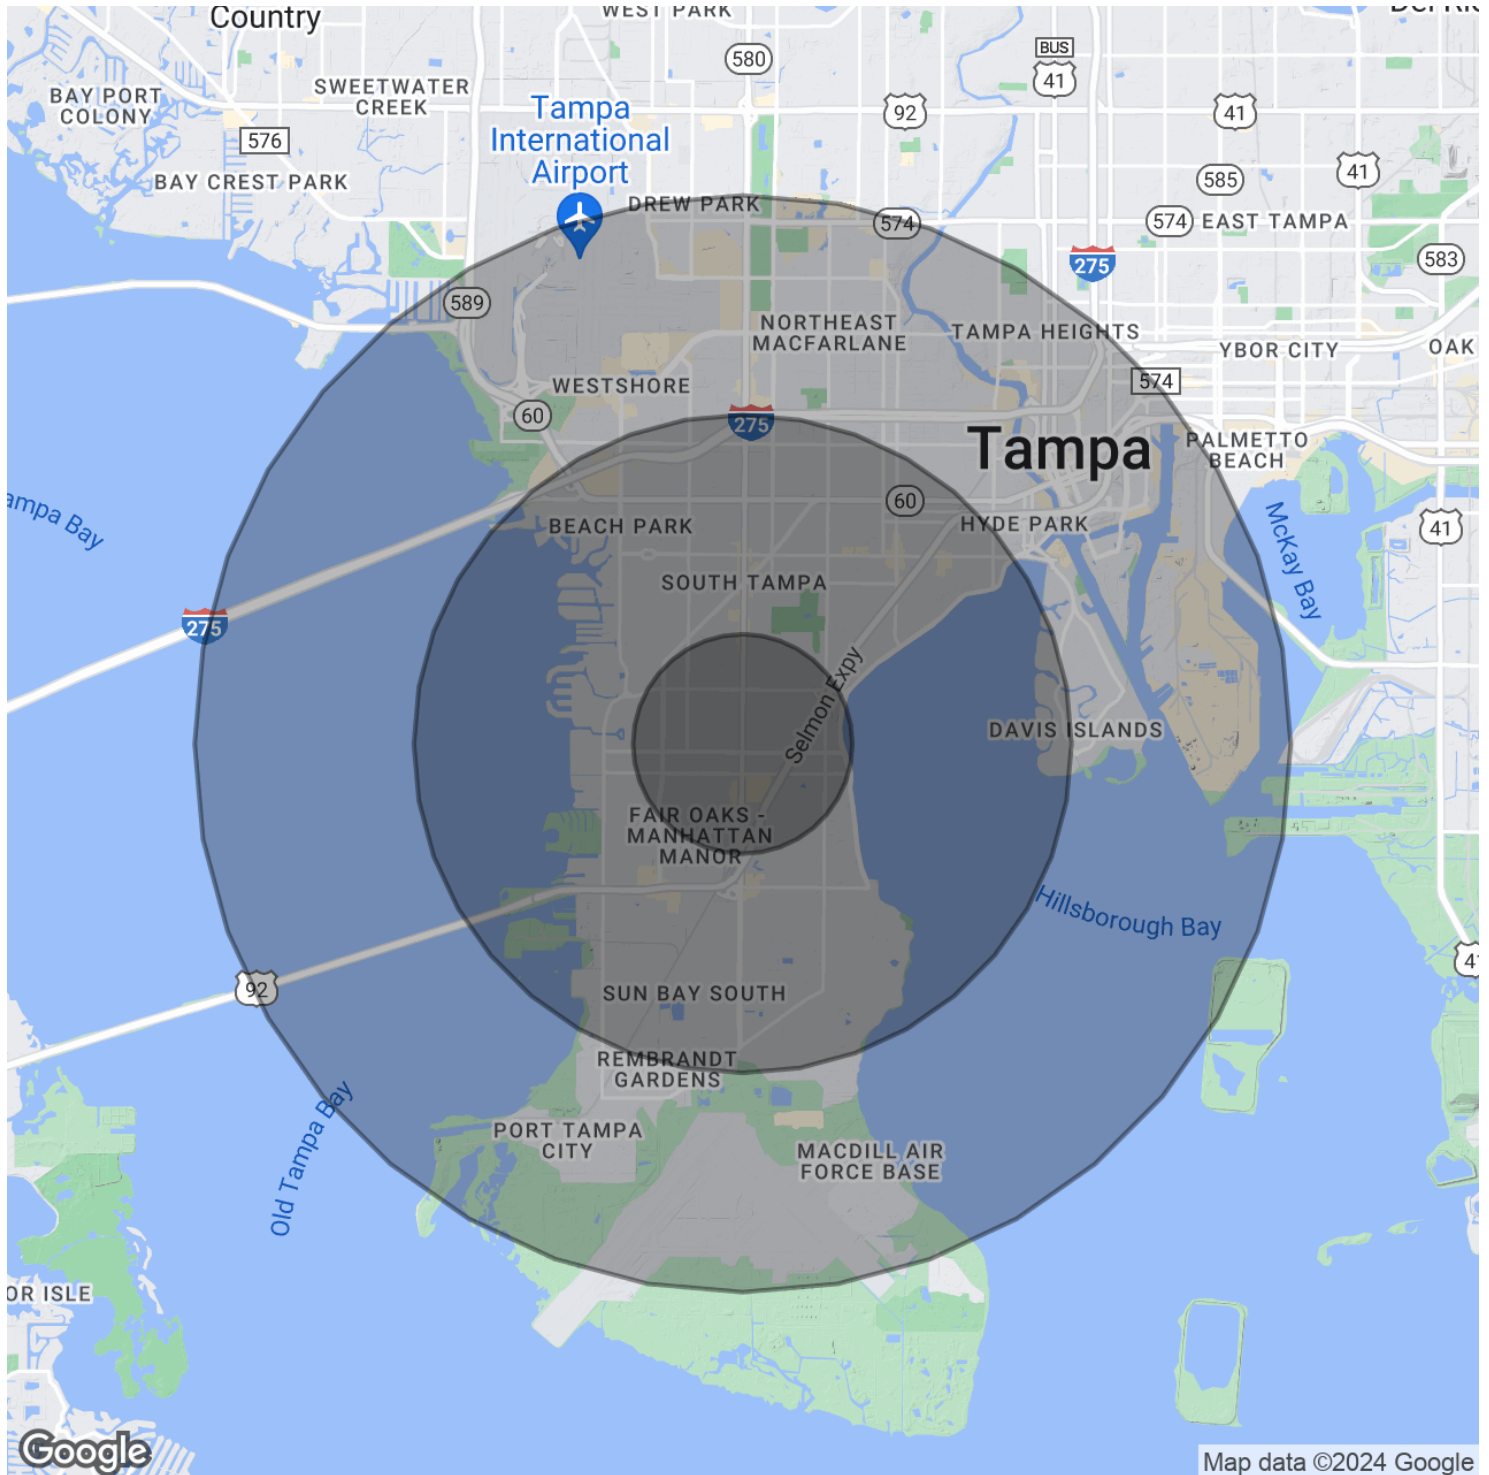 Country
WEST PARK
580
BUS
41
BAY PORT
COLONY
SWEETWATER
CREEK
Tampa
International
Airport
92
41
576
BAY CREST PARK
585
41
DREW PARK
574
574
EAST TAMPA
275
583
589
NORTHEAST
MACFARLANE
TAMPA HEIGHTS
YBOR CITY
OAK
WESTSHORE
574
60
275
Tampa
PALMETTO
BEACH
60
ampa Bay
BEACH PARK
HYDE PARK
41
McKay Bay
SOUTH TAMPA
275
Selmon Expy
DAVIS ISLANDS
FAIR OAKS -
MANHATTAN
MANOR
Hillsborough Bay
92
SUN BAY SOUTH
REMBRANDT
GARDENS
PORT TAMPA
CITY
MACDILL AIR
FORCE BASE
Old Tampa Bay
OR ISLE
Google
Map data ©2024 Google